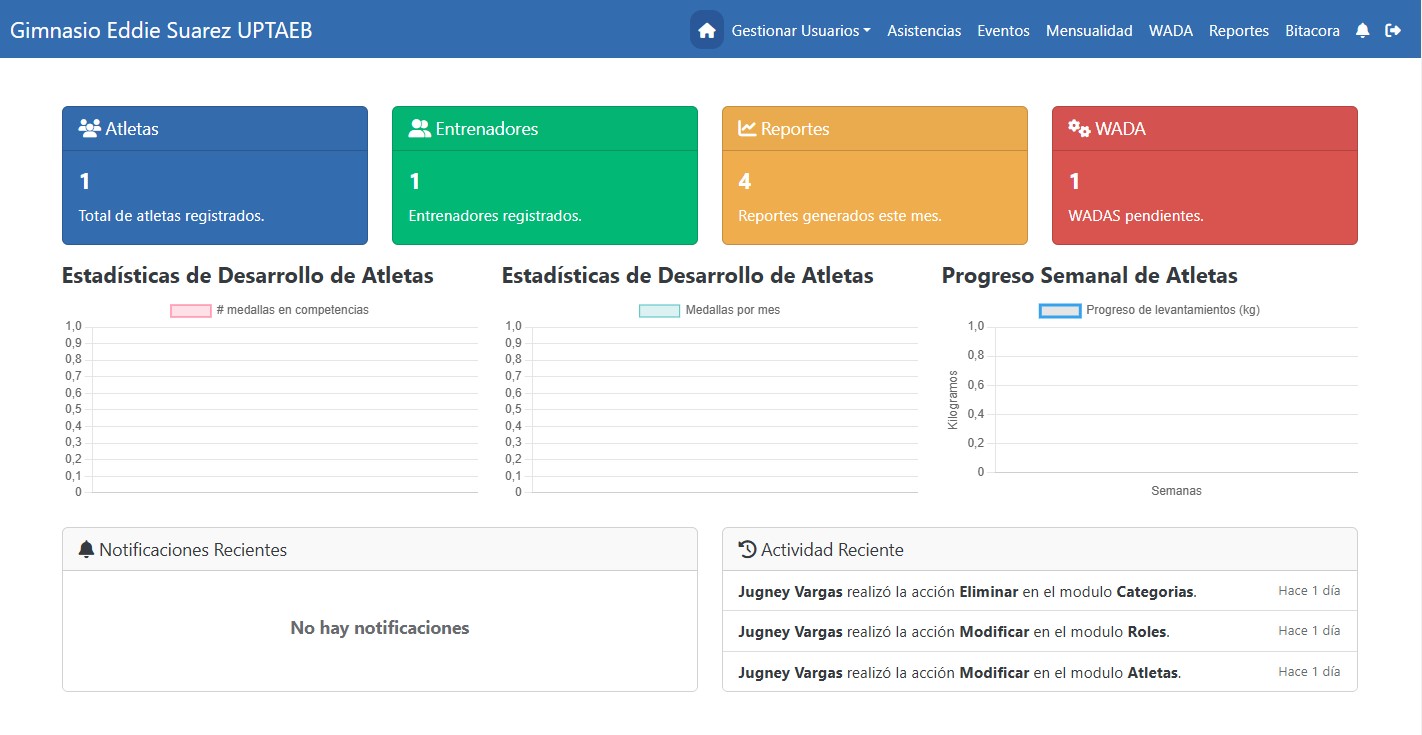 Gimnasio Eddie Suarez UPTAEB
Gestionar Usuarios Asistencias Eventos Mensualidad WADA Reportes Bitacora
Atletas
1
Total de atletas registrados.
Entrenadores
1
Entrenadores registrados.
Reportes
4
Reportes generados este mes.
WADA
1
WADAS pendientes.
Estadísticas de Desarrollo de Atletas
# medallas en competencias
1,0
0,9
0,8
0,7
0,6
0,5
0,4
0,3
0,2
0,1
0
Estadísticas de Desarrollo de Atletas
Medallas por mes
1,0
0,9
0,8
0,7
0,6
0,5
0,4
0,3
0,2
0,1
0
Progreso Semanal de Atletas
Progreso de levantamientos (kg)
Kilogramos
1,0
0,8
0,6
0,4
0,2
0
Semanas
Notificaciones Recientes
No hay notificaciones
Actividad Reciente
Jugney Vargas realizó la acción Eliminar en el modulo Categorias. Hace 1 día
Jugney Vargas realizó la acción Modificar en el modulo Roles. Hace 1 día
Jugney Vargas realizó la acción Modificar en el modulo Atletas. Hace 1 día